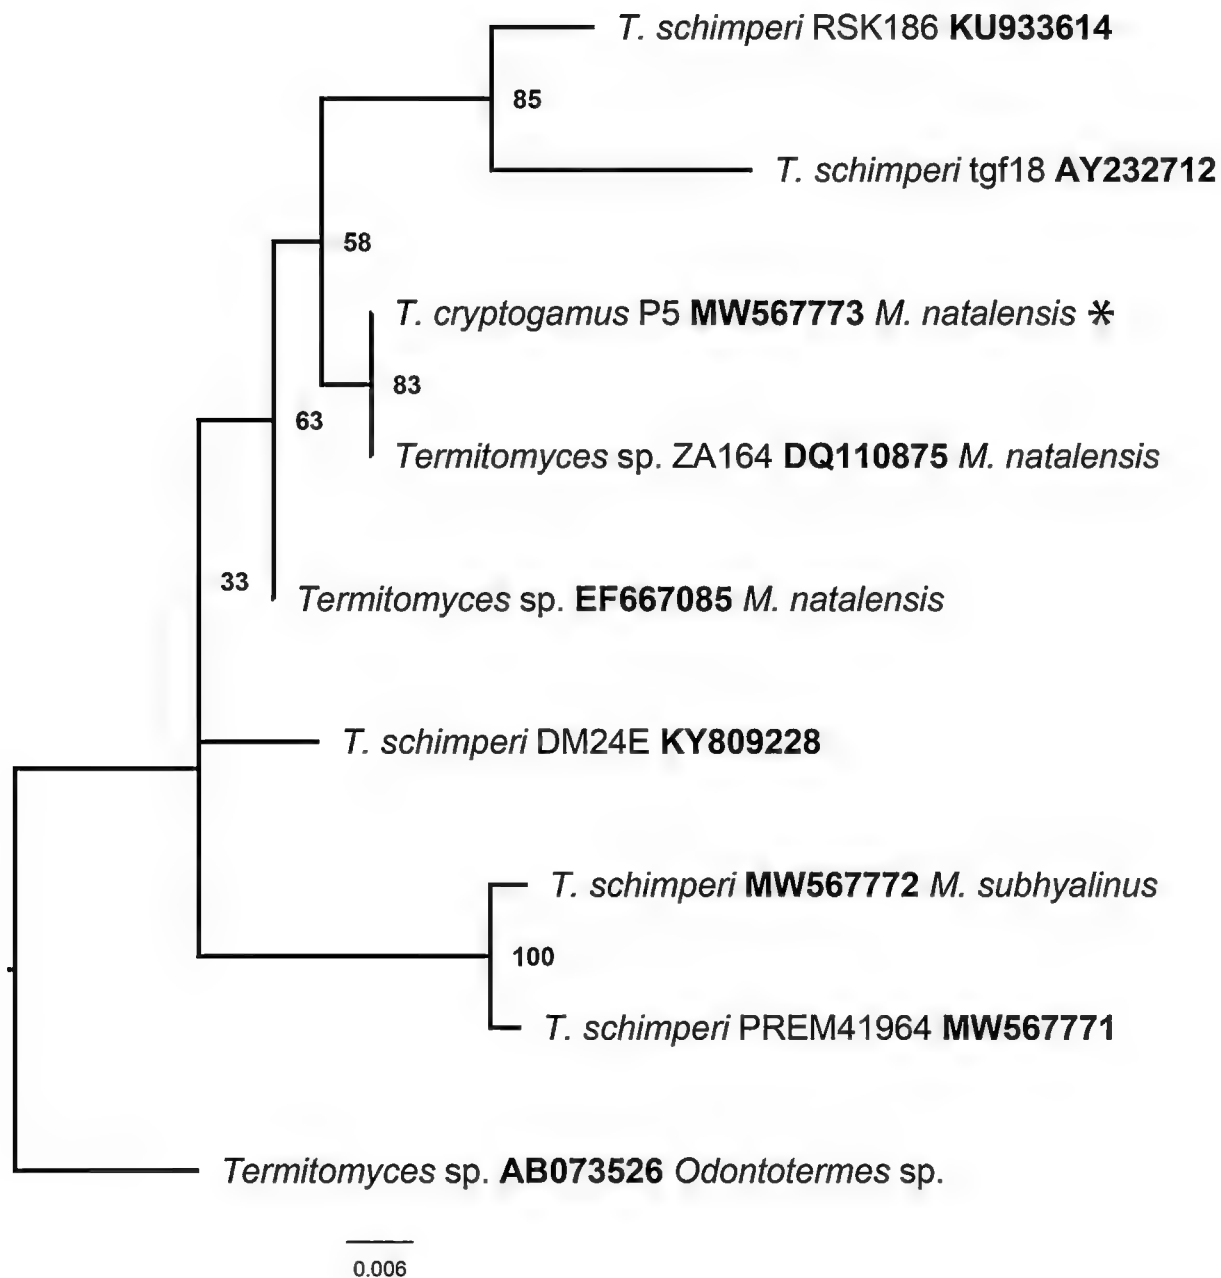 T. schimperi RSK186 KU933614
85
T. schimperi tgf18 AY232712
58
T. cryptogamus P5 MW567773 M. natalensis *
83
63
Termitomyces sp. ZA164 DQ110875 M. natalensis
33
Termitomyces sp. EF667085 M. natalensis
T. schimperi DM24E KY809228
T. schimperi MW567772 M. subhyalinus
100
T. schimperi PREM41964 MW567771
Termitomyces sp. AB073526 Odontotermes sp.
0.006